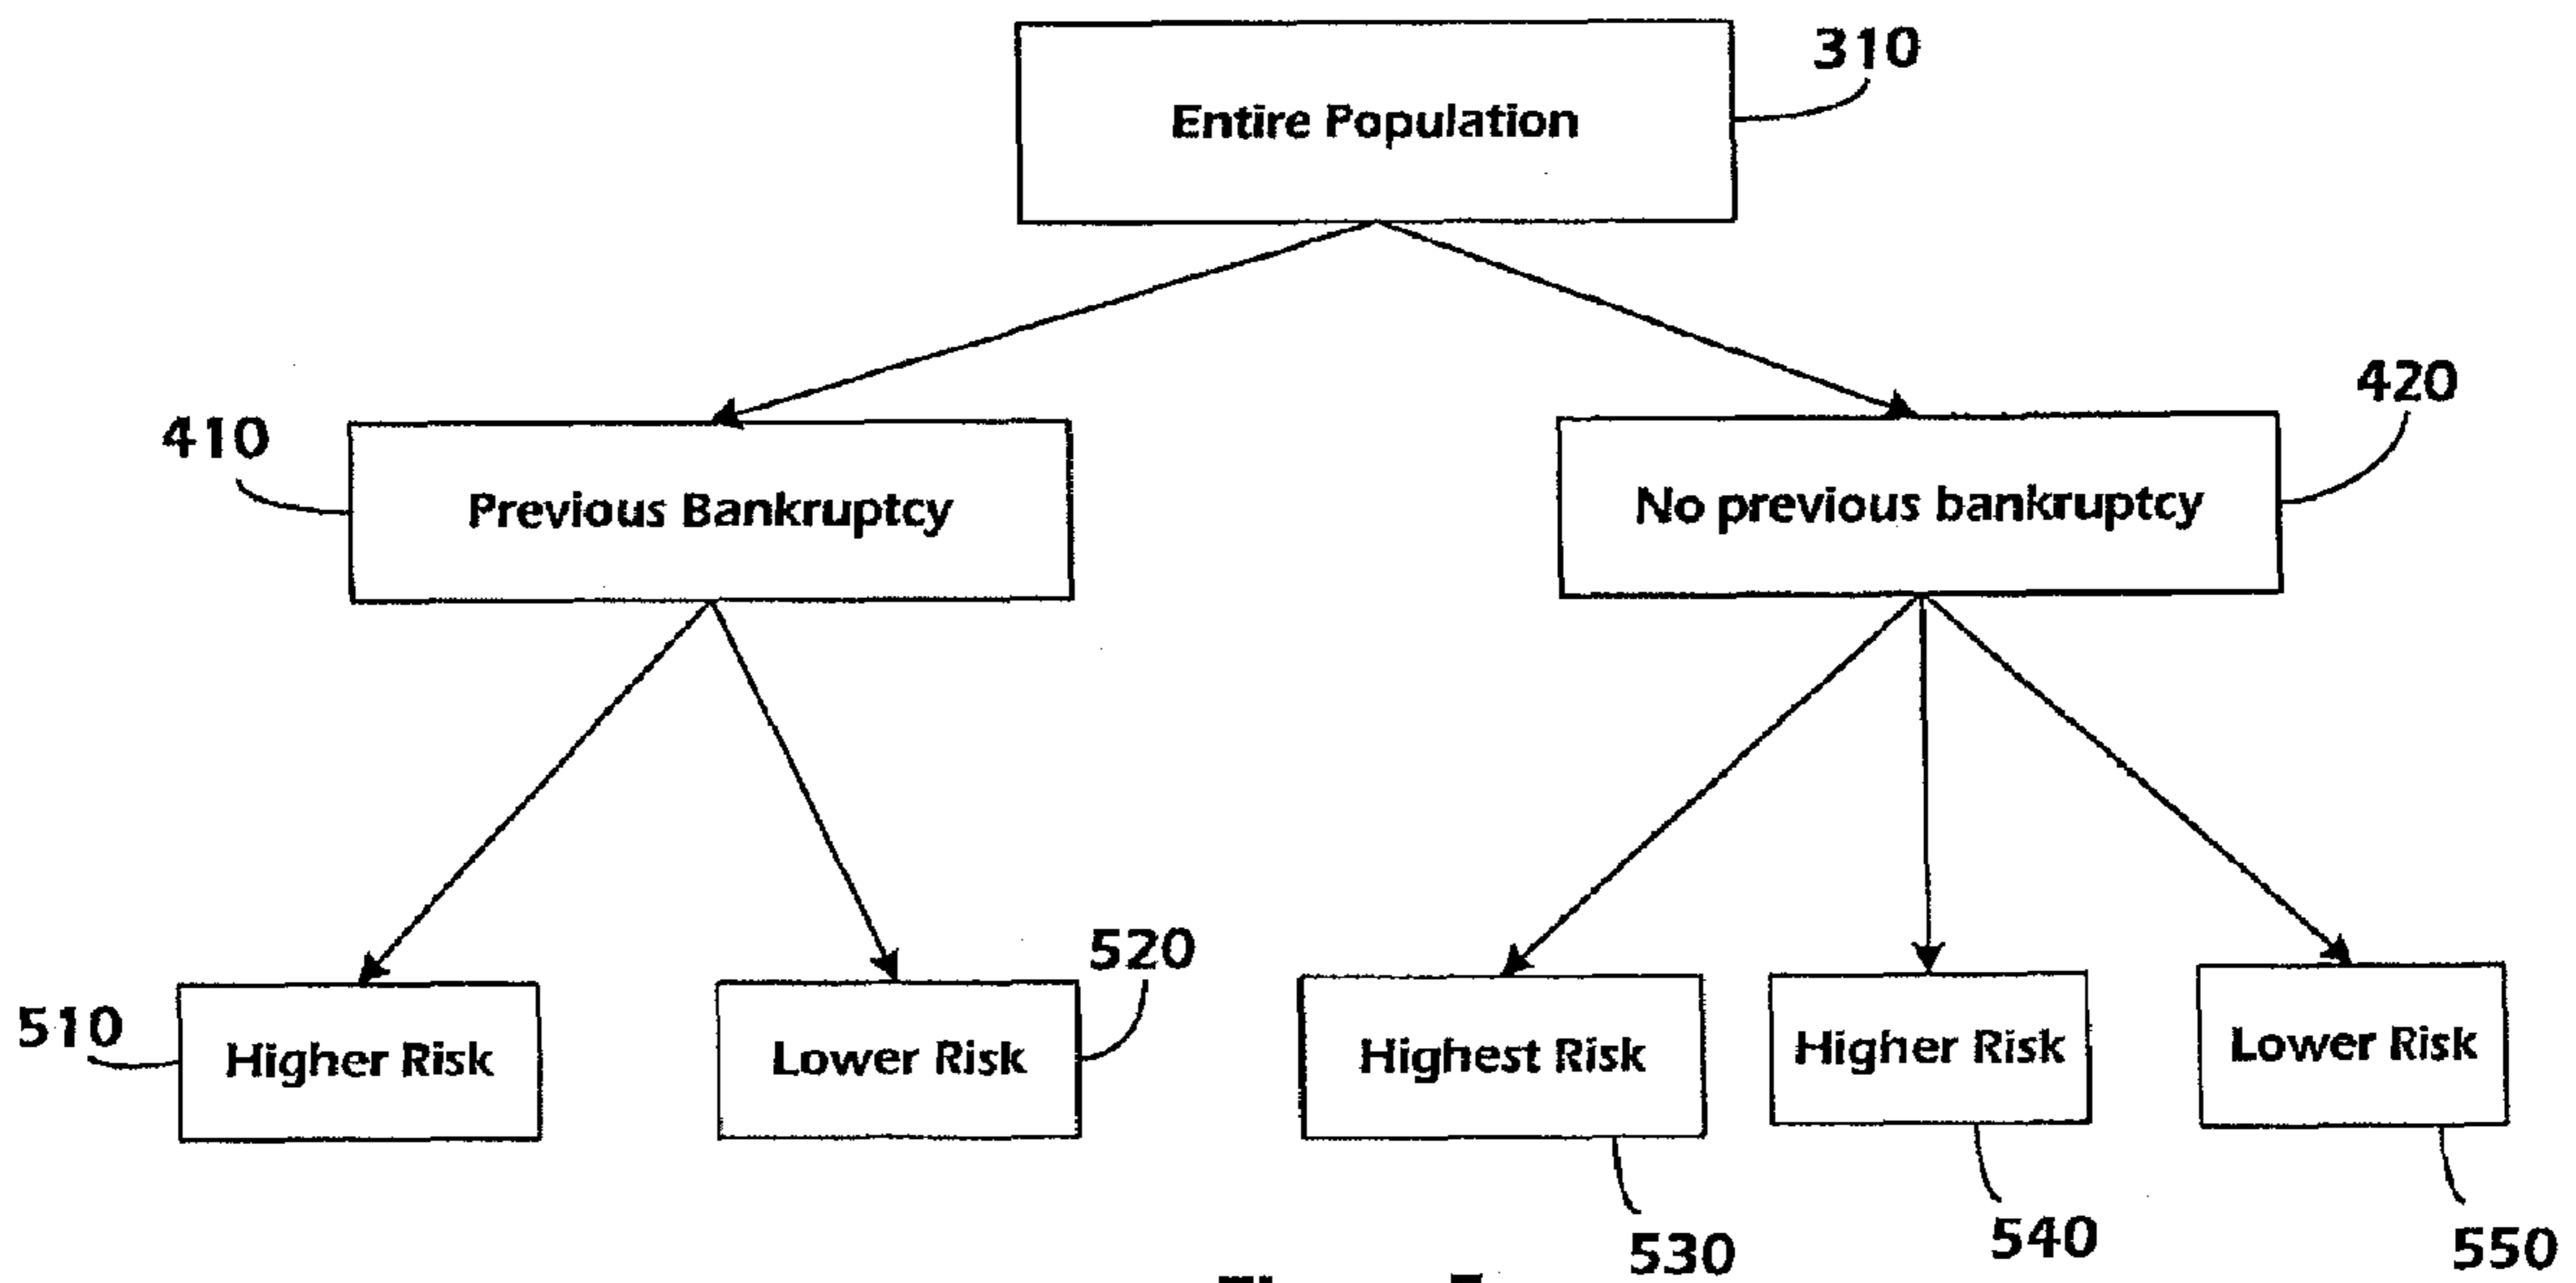 310
Entire Population
420
410
Previous Bankruptcy
No previous bankruptcy
520
510
Higher Risk
Lower Risk
Highest Risk
Higher Risk
Lower Risk
530
540
550